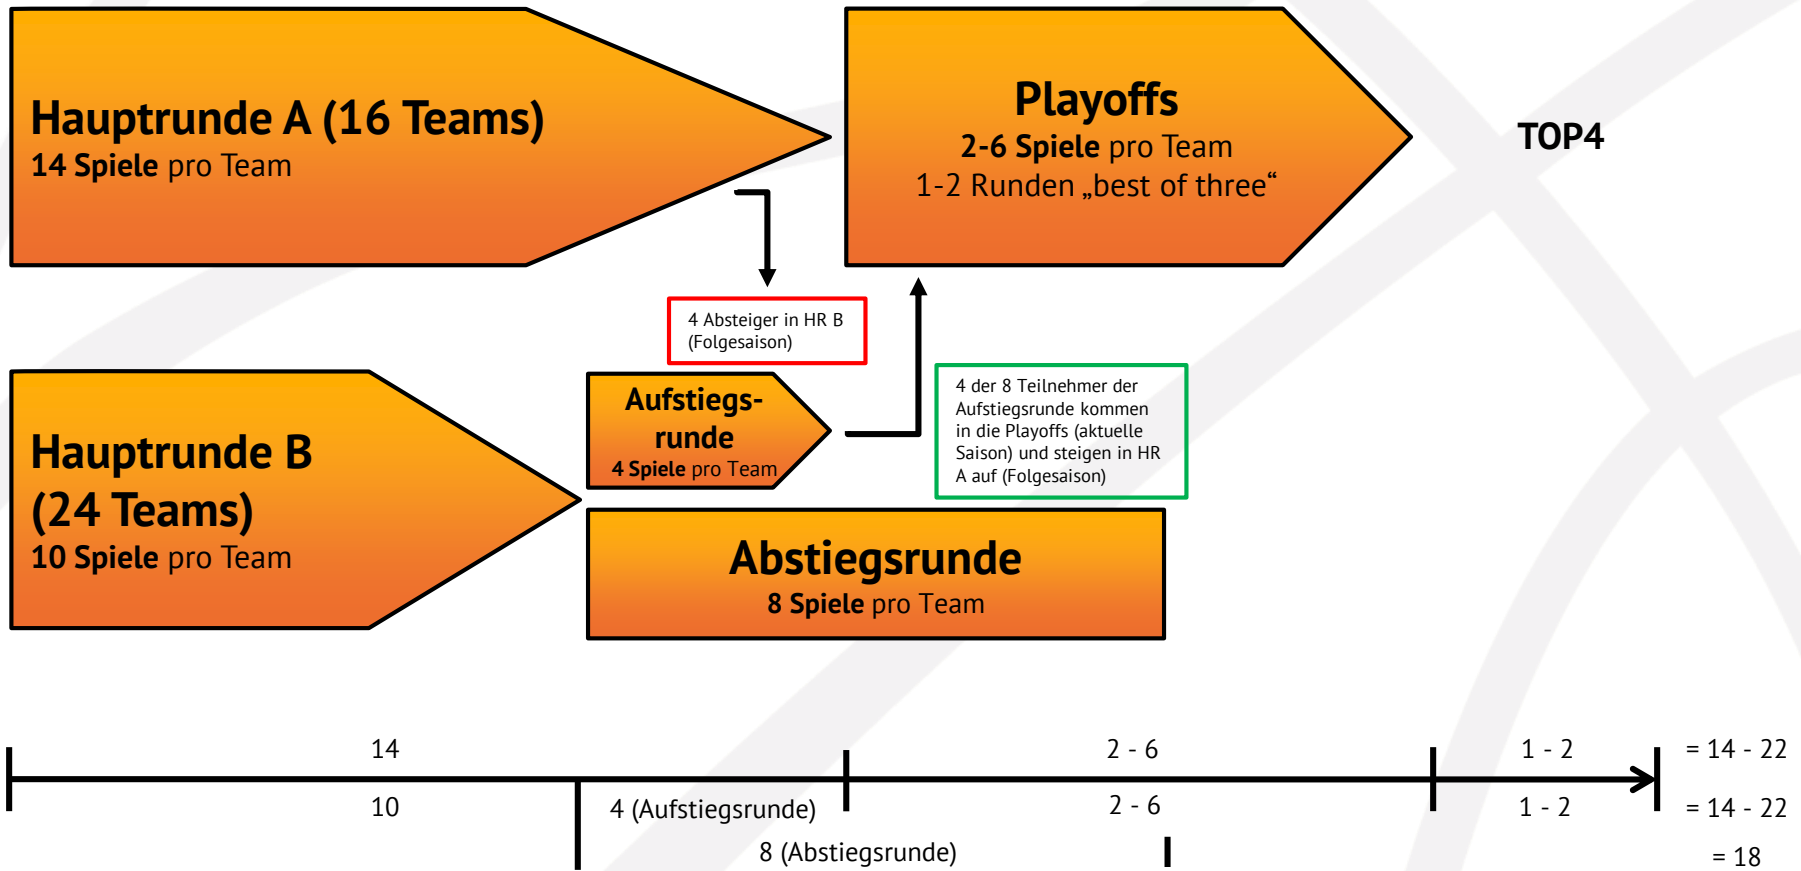 Hauptrunde A (16 Teams)
14 Spiele pro Team
Playoffs
2-6 Spiele pro Team
1-2 Runden „best of three“
TOP4
4 Absteiger in HR B
(Folgesaison)
Hauptrunde B
(24 Teams)
10 Spiele pro Team
Aufstiegs-
runde
4 Spiele pro Team
4 der 8 Teilnehmer der
Aufstiegsrunde kommen
in die Playoffs (aktuelle
Saison) und steigen in HR
A auf (Folgesaison)
Abstiegsrunde
8 Spiele pro Team
14 2 - 6 1 - 2 = 14 - 22
10 4 (Aufstiegsrunde) 2 - 6 1 - 2 = 14 - 22
8 (Abstiegsrunde) = 18